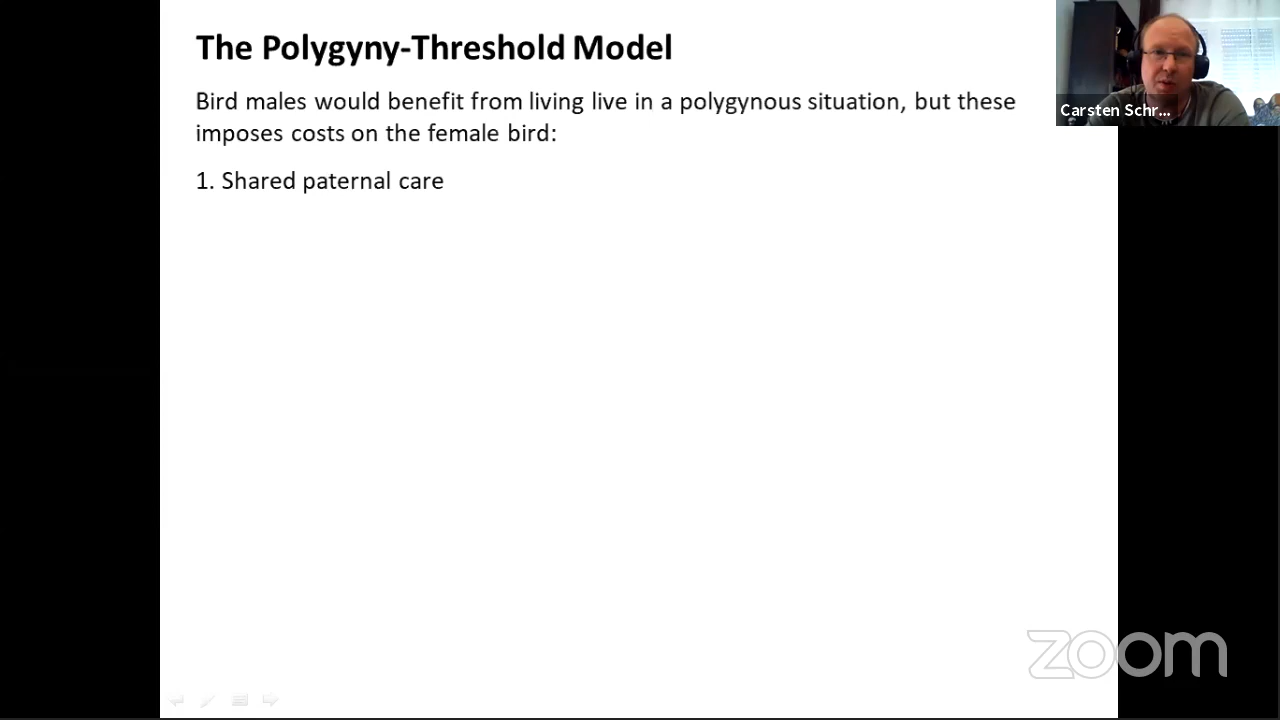 The Polygyny-Threshold Model
Bird males would benefit from living live in a polygynous situation, but these
imposes costs on the female bird:
1. Shared paternal care
Carsten Schr...
zoom